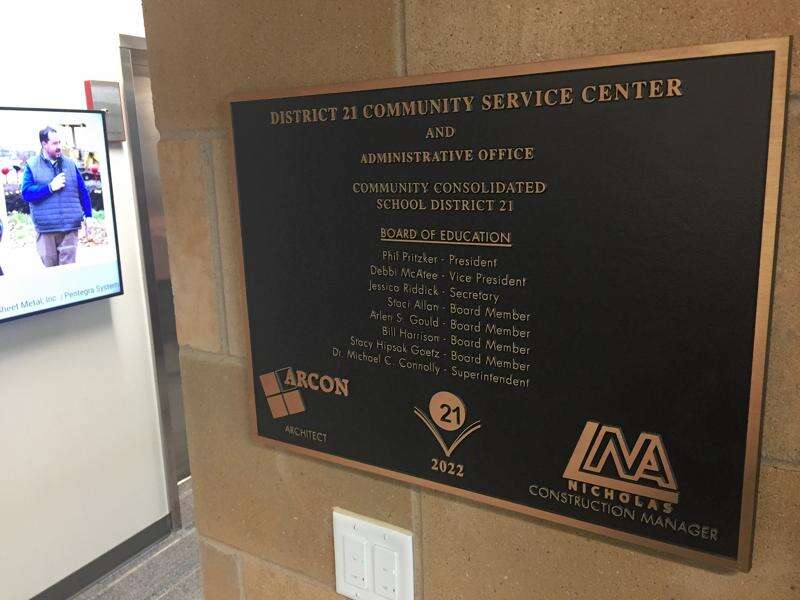 DISTRICT 21 COMMUNITY SERVICE CENTER
AND
ADMINISTRATIVE OFFICE
COMMUNITY CONSOLIDATED
SCHOOL DISTRICT 21
BOARD OF EDUCATION
Phil Pritzker - President
Debbi McAtee - Vice President
Jessica Riddick - Secretary
Staci Allan - Board Member
Arlen S. Gould - Board Member
Bill Harrison - Board Member
Stacy Hipsak Goetz - Board Member
Dr. Michael C. Connolly - Superintendent
ARCON
ARCHITECT
21
2022
NA
NICHOLAS
CONSTRUCTION MANAGER
Sheet Metal, Inc. | Pentegra System